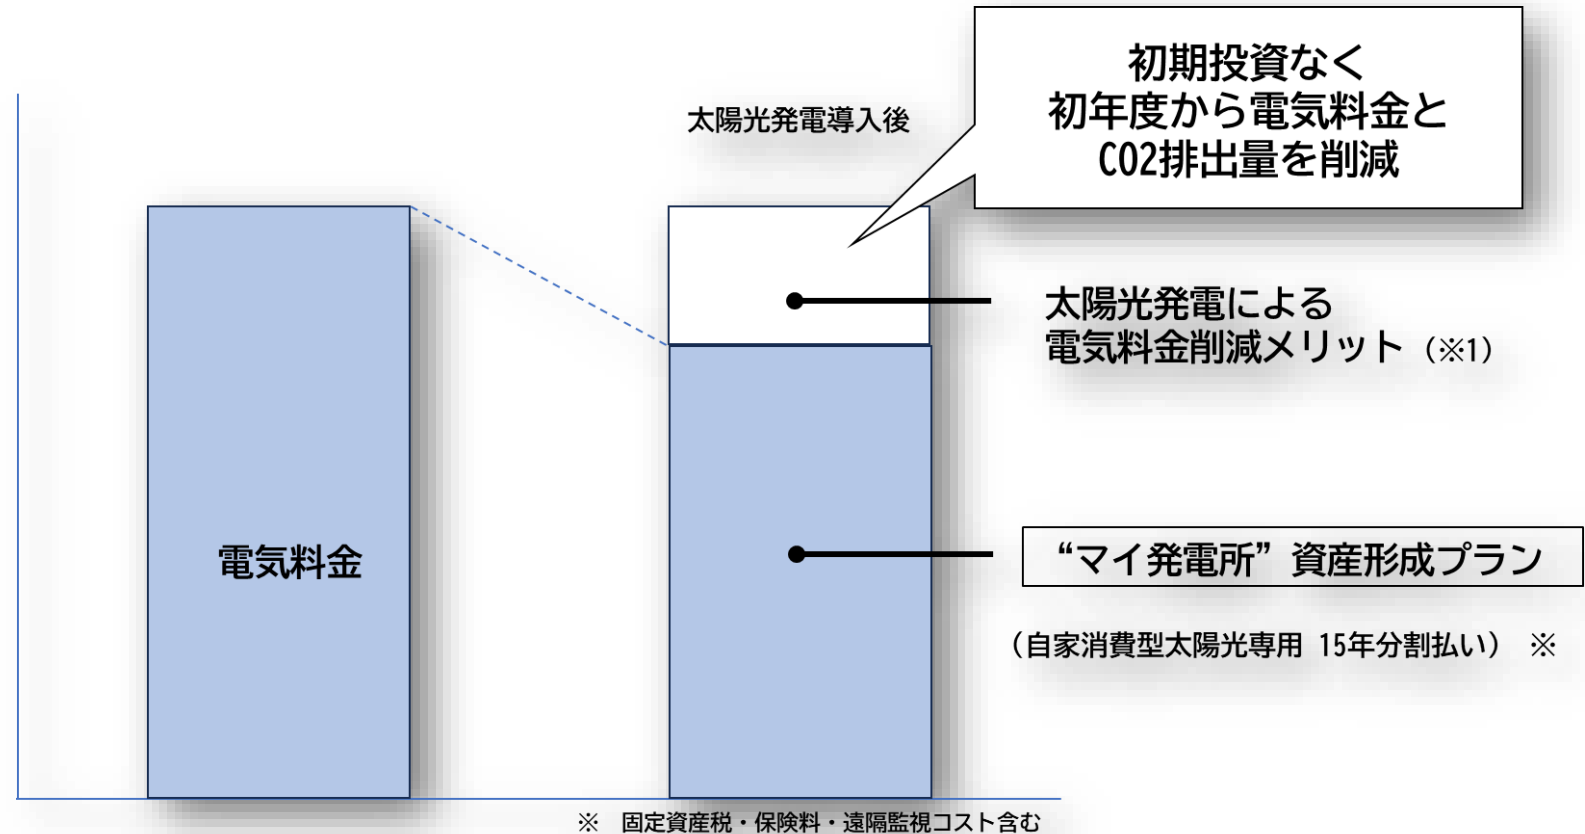 初期投資なく
初年度から電気料金と
CO2排出量を削減
太陽光発電導入後
太陽光発電による
電気料金削減メリット（※1）
電気料金
“マイ発電所”資産形成プラン
（自家消費型太陽光専用 15年分割払い） ※
※ 固定資産税・保険料・遠隔監視コスト含む